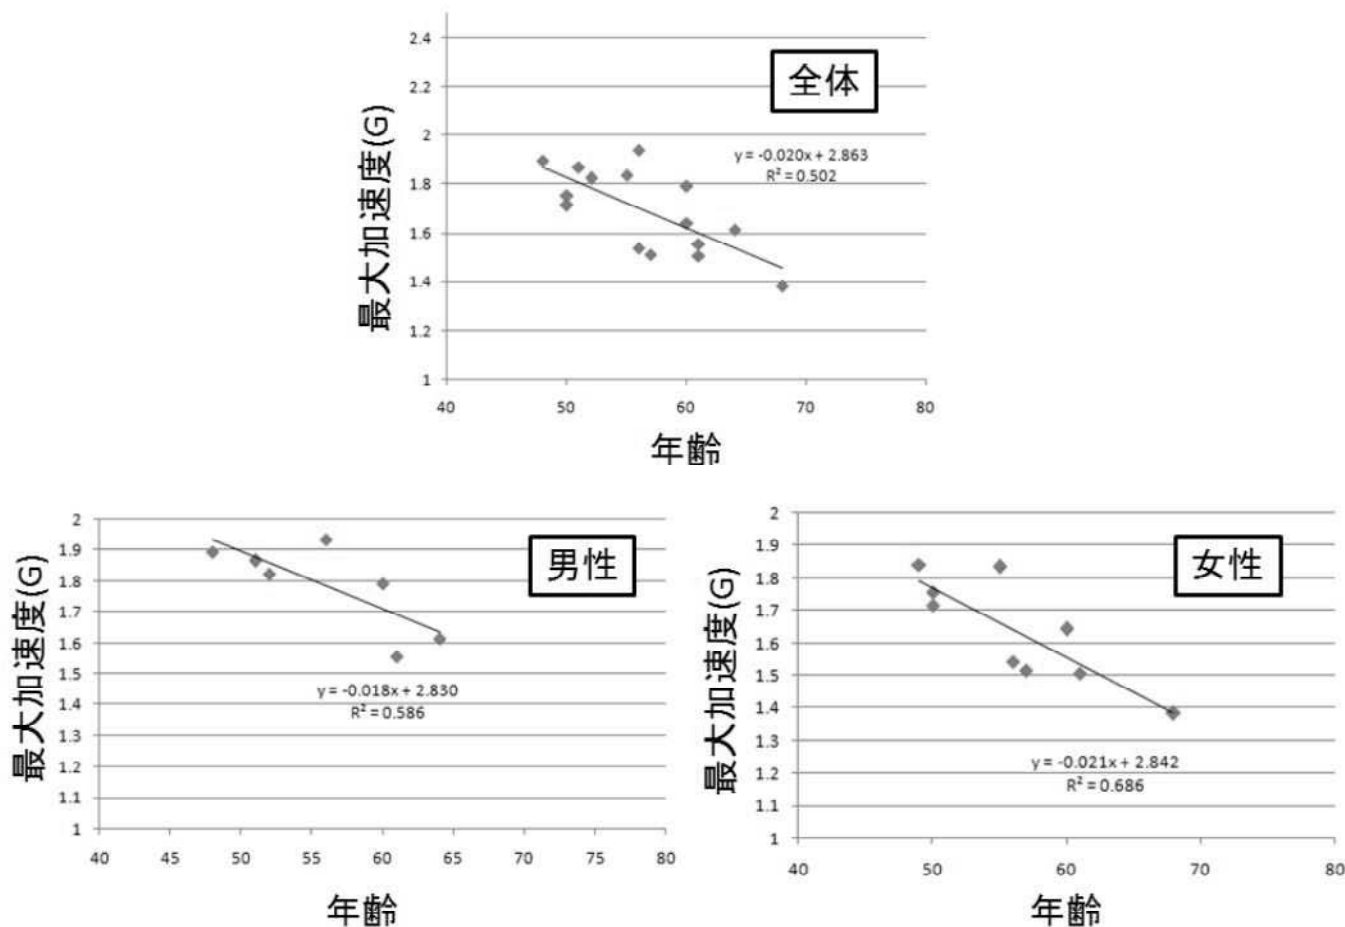 2.4
2.2
2
1.8
1.6
1.4
1.2
1
最大加速度(G)
全体
y = -0.020x + 2.863
R² = 0.502
40 50 60 70 80
年齢
2
1.9
1.8
1.7
1.6
1.5
1.4
1.3
1.2
1.1
1
最大加速度(G)
男性
y = -0.018x + 2.830
R² = 0.586
40 45 50 55 60 65 70 75 80
年齢
2
1.9
1.8
1.7
1.6
1.5
1.4
1.3
1.2
1.1
1
最大加速度(G)
女性
y = -0.021x + 2.842
R² = 0.686
40 50 60 70 80
年齢